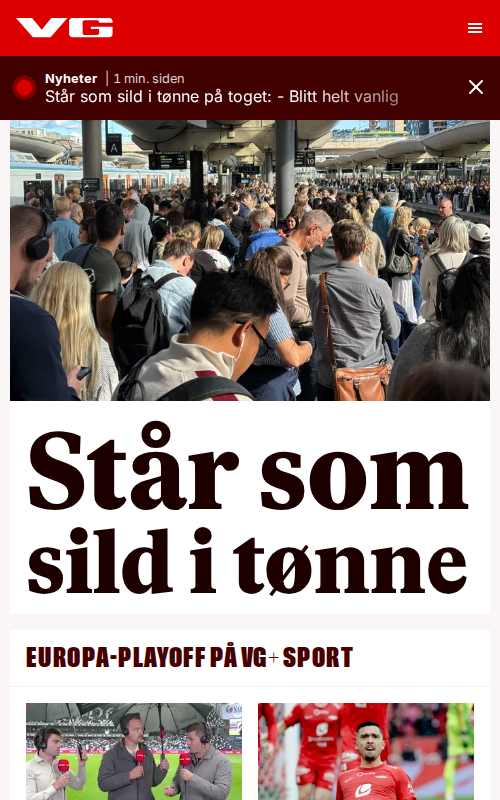 VG
Nyheter | 1 min. siden
Står som sild i tønne på toget: - Blitt helt vanlig
A
10
Står som
sild i tønne
EUROPA-PLAYOFF PÅ VG+ SPORT